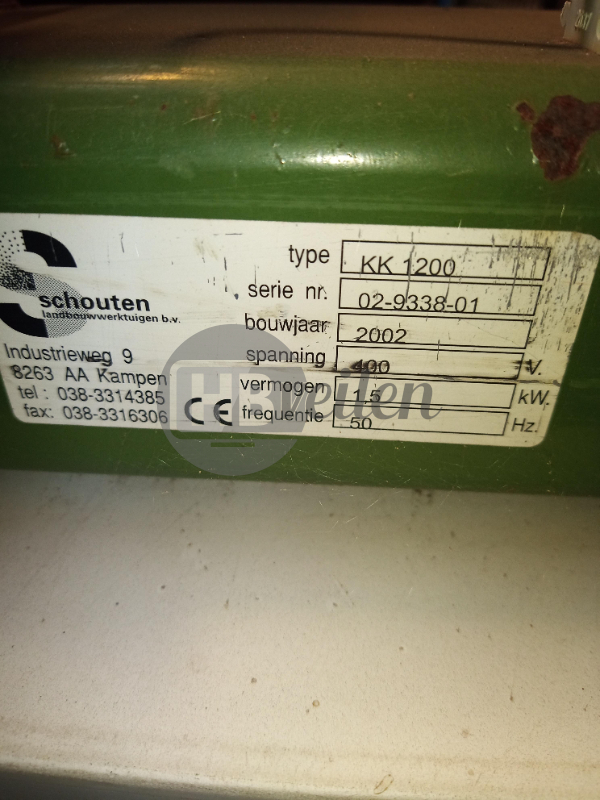 schouten
landbouwwerktuigen b.v.
Industrieweg 9
8263 AA Kampen
tel : 038-3314385
fax: 038-3316306
CE
type KK 1200
serie nr. 02-9338-01
bouwjaar 2002
spanning 400 V.
vermogen 1,5 kW.
frequentie 50 Hz.
HBveilen